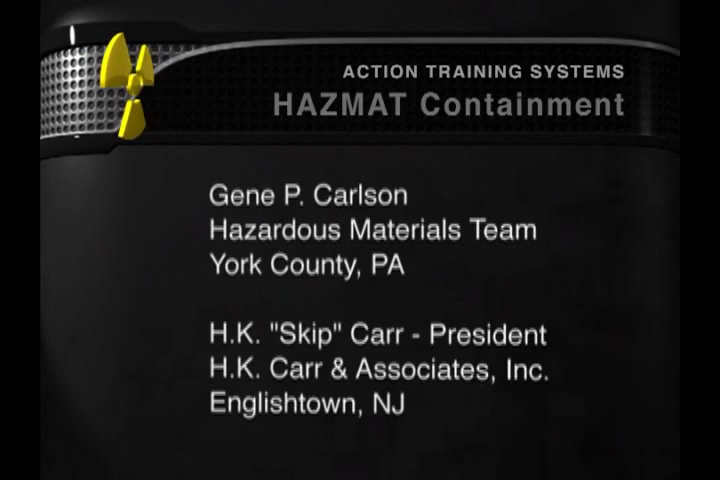 ACTION TRAINING SYSTEMS
HAZMAT Containment
Gene P. Carlson
Hazardous Materials Team
York County, PA
H.K. "Skip" Carr - President
H.K. Carr & Associates, Inc.
Englishtown, NJ